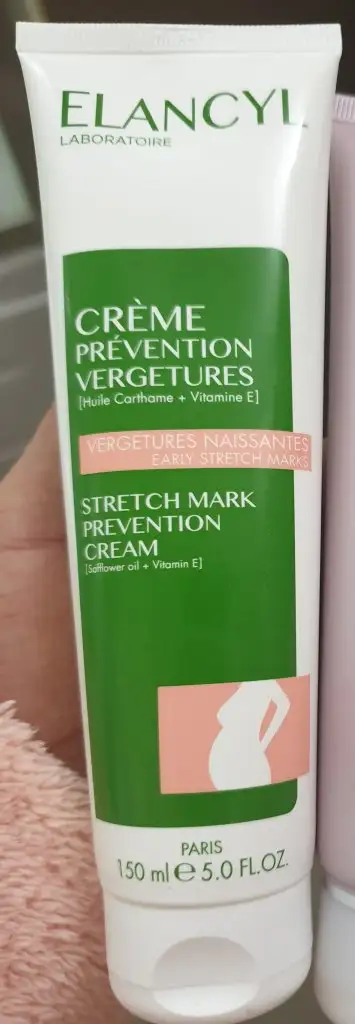 ELANCYL
LABORATOIRE
CRÈME
PRÉVENTION
VERGETURES
[Huile Carthame + Vitamine E]
VERGETURES NAISSANTES
EARLY STRETCH MARKS
STRETCH MARK
PREVENTION
CREAM
[Safflower oil + Vitamin E]
PARIS
150 ml ℮ 5.0 FL.OZ.